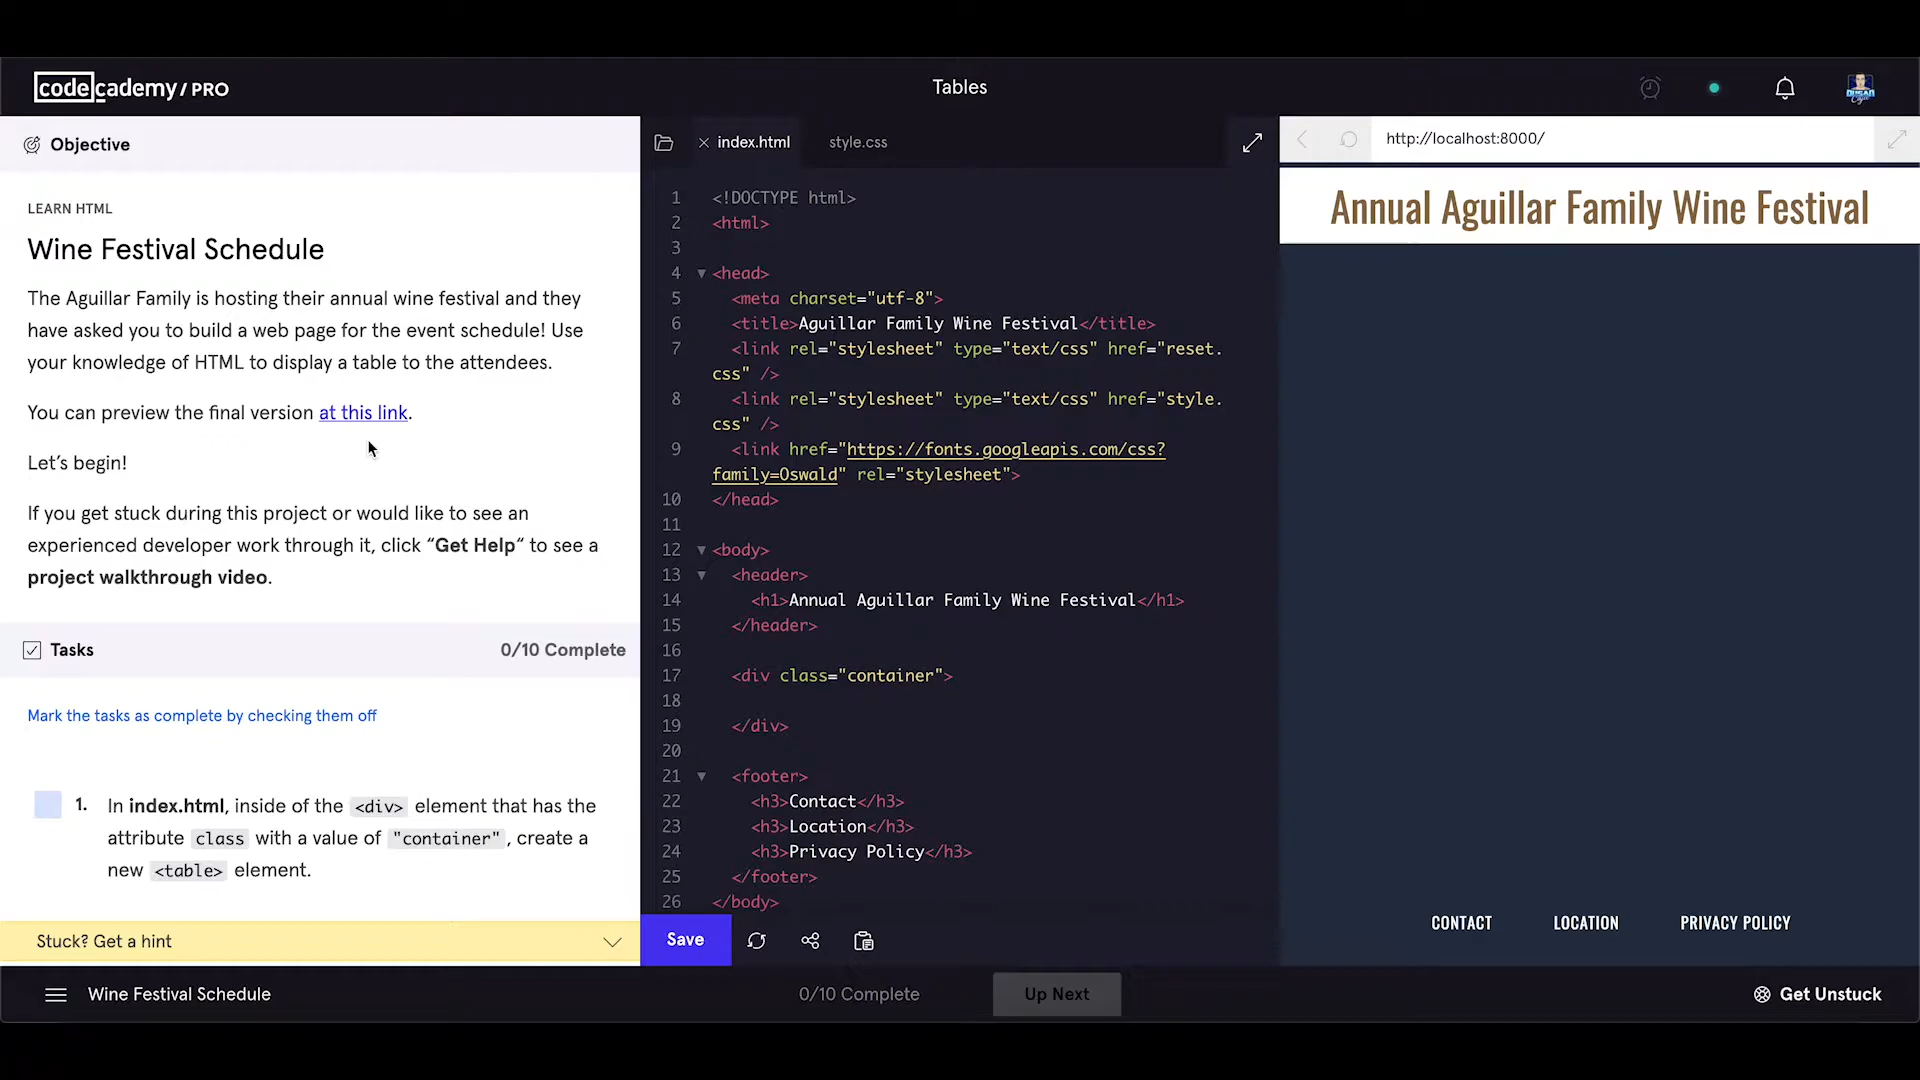 codecademy/PRO
Tables
Objective
LEARN HTML
Wine Festival Schedule
The Aguillar Family is hosting their annual wine festival and they
have asked you to build a web page for the event schedule! Use
your knowledge of HTML to display a table to the attendees.
You can preview the final version at this link.
Let's begin!
If you get stuck during this project or would like to see an
experienced developer work through it, click “Get Help“ to see a
project walkthrough video.
Tasks
0/10 Complete
Mark the tasks as complete by checking them off
1. In index.html, inside of the <div> element that has the
attribute class with a value of "container", create a
new <table> element.
Stuck? Get a hint
index.html
style.css
1 <!DOCTYPE html>
2 <html>
3
4 <head>
5 <meta charset="utf-8">
6 <title>Aguillar Family Wine Festival</title>
7 <link rel="stylesheet" type="text/css" href="reset.
css" />
8 <link rel="stylesheet" type="text/css" href="style.
css" />
9 <link href="https://fonts.googleapis.com/css?
family=Oswald" rel="stylesheet">
10 </head>
11
12 <body>
13 <header>
14 <h1>Annual Aguillar Family Wine Festival</h1>
15 </header>
16
17 <div class="container">
18
19 </div>
20
21 <footer>
22 <h3>Contact</h3>
23 <h3>Location</h3>
24 <h3>Privacy Policy</h3>
25 </footer>
26 </body>
Save
http://localhost:8000/
Annual Aguillar Family Wine Festival
CONTACT
LOCATION
PRIVACY POLICY
Wine Festival Schedule
0/10 Complete
Up Next
Get Unstuck